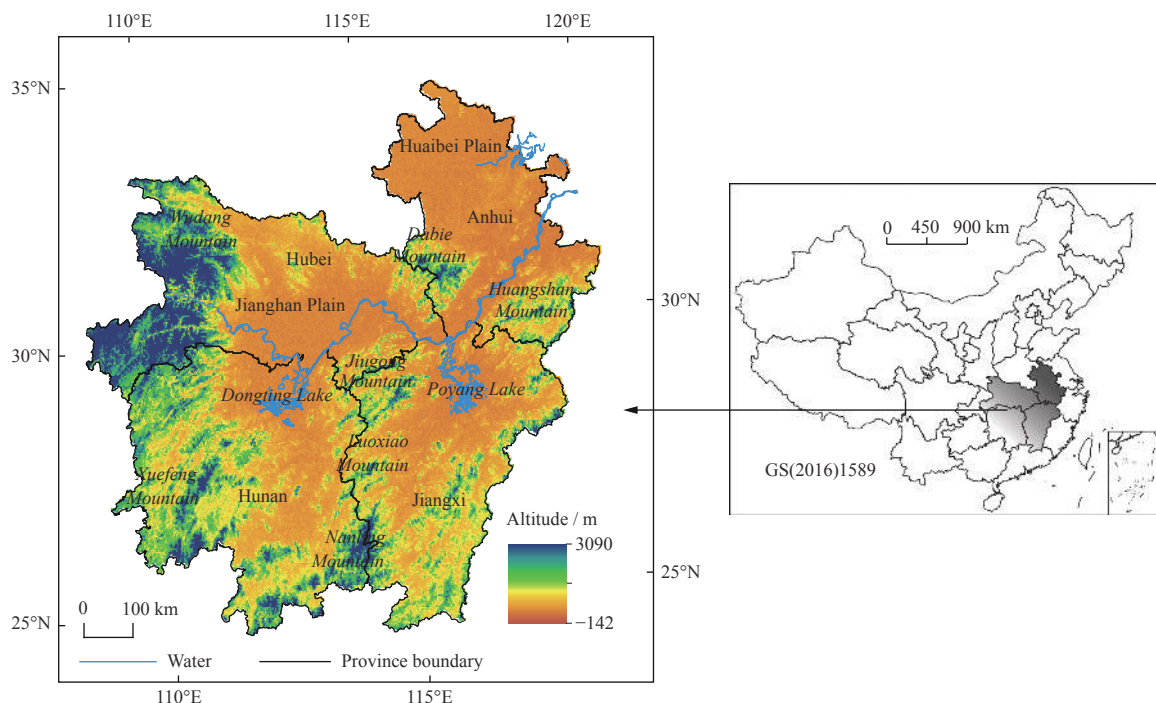 110°E
115°E
120°E
35°N
30°N
25°N
Huaibei Plain
Anhui
Wudang
Mountain
Hubei
Dabie
Mountain
Huangshan
Mountain
Jianghan Plain
Jiugong
Mountain
Dongting Lake
Poyang Lake
Luoxiao
Mountain
Xuefeng
Mountain
Hunan
Jiangxi
Nanling
Mountain
Altitude / m
3090
−142
0 100 km
Water
Province boundary
110°E
115°E
30°N
25°N
0 450 900 km
GS(2016)1589